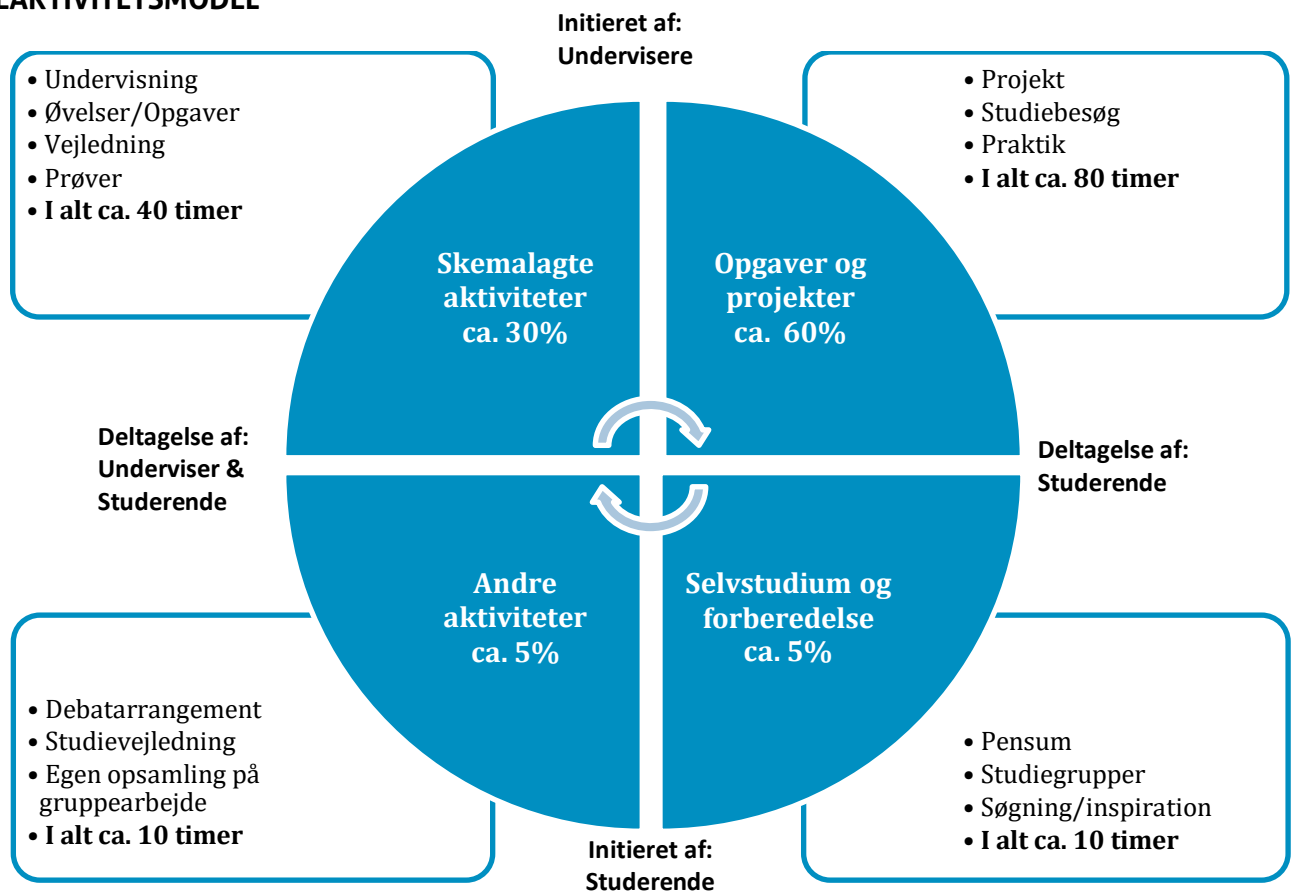 Initieret af:
Undervisere
• Undervisning
• Øvelser/Opgaver
• Vejledning
• Prøver
• I alt ca. 40 timer
• Projekt
• Studiebesøg
• Praktik
• I alt ca. 80 timer
Skemalagte
aktiviteter
ca. 30%
Opgaver og
projekter
ca. 60%
Deltagelse af:
Underviser &
Studerende
Deltagelse af:
Studerende
Andre
aktiviteter
ca. 5%
Selvstudium og
forberedelse
ca. 5%
• Debatarrangement
• Studievejledning
• Egen opsamling på
gruppearbejde
• I alt ca. 10 timer
• Pensum
• Studiegrupper
• Søgning/inspiration
• I alt ca. 10 timer
Initieret af:
Studerende